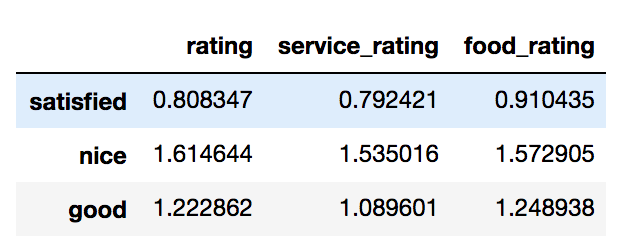 rating service_rating food_rating
satisfied 0.808347 0.792421 0.910435
nice 1.614644 1.535016 1.572905
good 1.222862 1.089601 1.248938